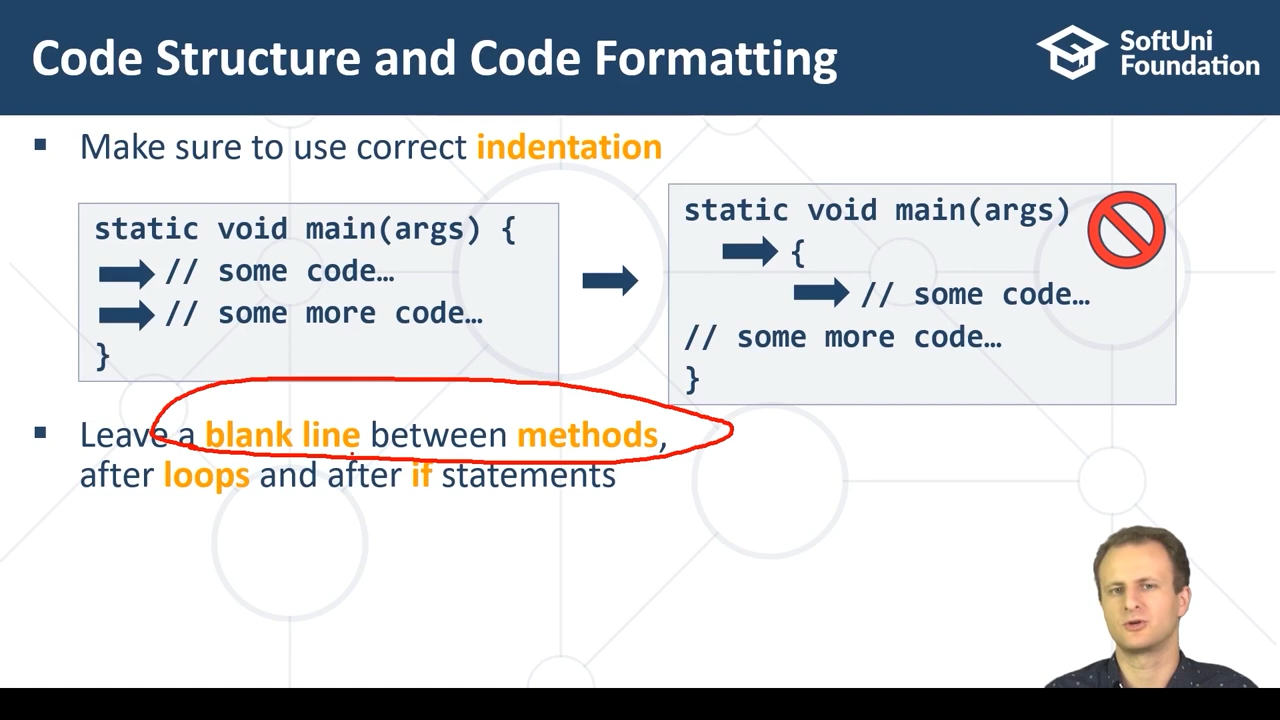 Code Structure and Code Formatting
SoftUni
Foundation
▪ Make sure to use correct indentation
static void main(args) {
// some code…
// some more code…
}
static void main(args)
{
// some code…
// some more code…
}
▪ Leave a blank line between methods,
after loops and after if statements